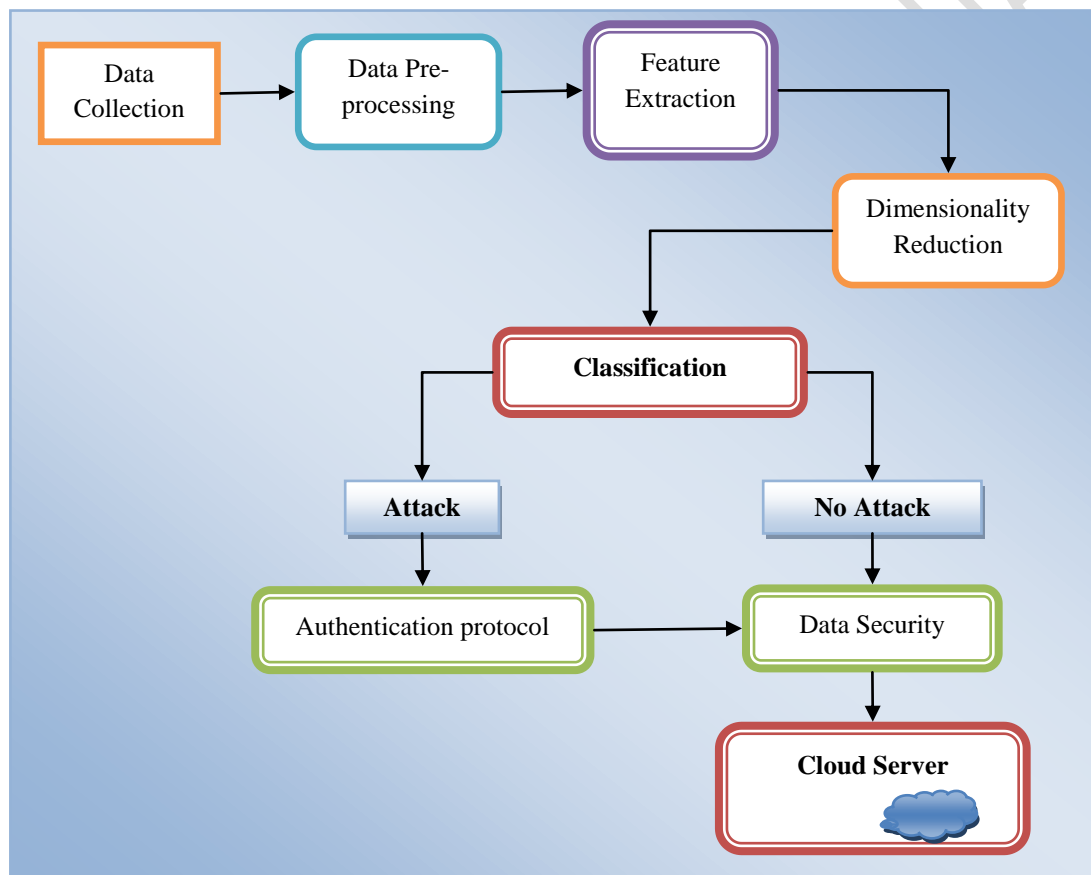 Data
Collection
Data Pre-
processing
Feature
Extraction
Dimensionality
Reduction
Classification
Attack
No Attack
Authentication protocol
Data Security
Cloud Server